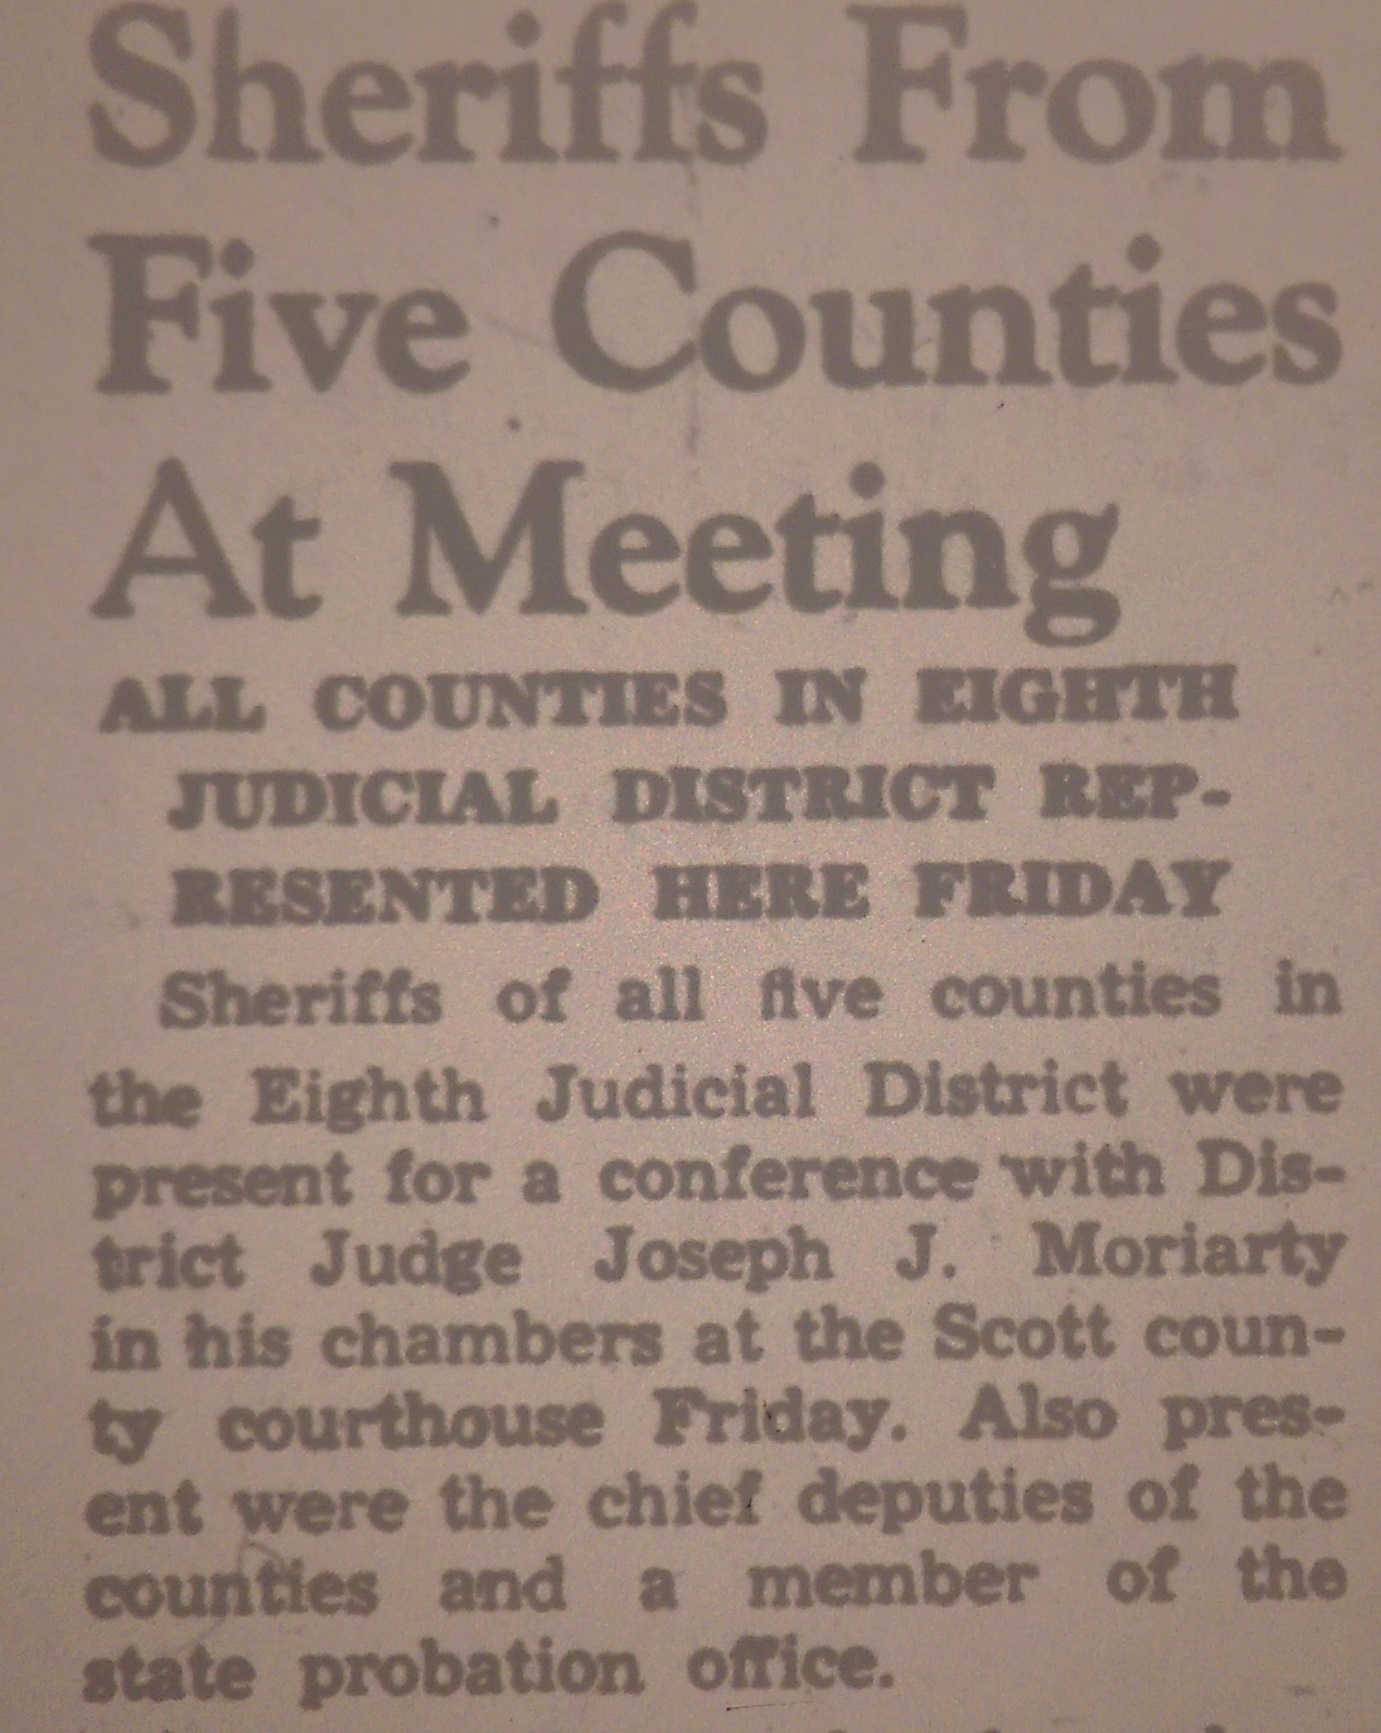 Sheriffs From
Five Counties
At Meeting
ALL COUNTIES IN EIGHTH
JUDICIAL DISTRICT REP-
RESENTED HERE FRIDAY
Sheriffs of all five counties in
the Eighth Judicial District were
present for a conference with Dis-
trict Judge Joseph J. Moriarty
in his chambers at the Scott coun-
ty courthouse Friday. Also pres-
ent were the chief deputies of the
counties and a member of the
state probation office.